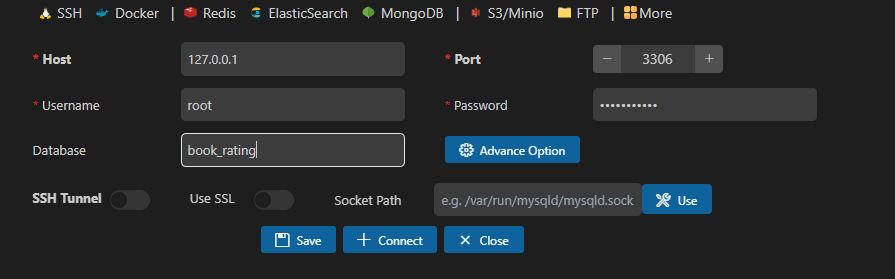 SSH Docker | Redis ElasticSearch MongoDB | S3/Minio FTP | More
* Host 127.0.0.1 * Port − 3306 +
* Username root * Password •••••••••••
Database book_rating Advance Option
SSH Tunnel Use SSL Socket Path e.g. /var/run/mysqld/mysqld.sock Use
Save Connect Close